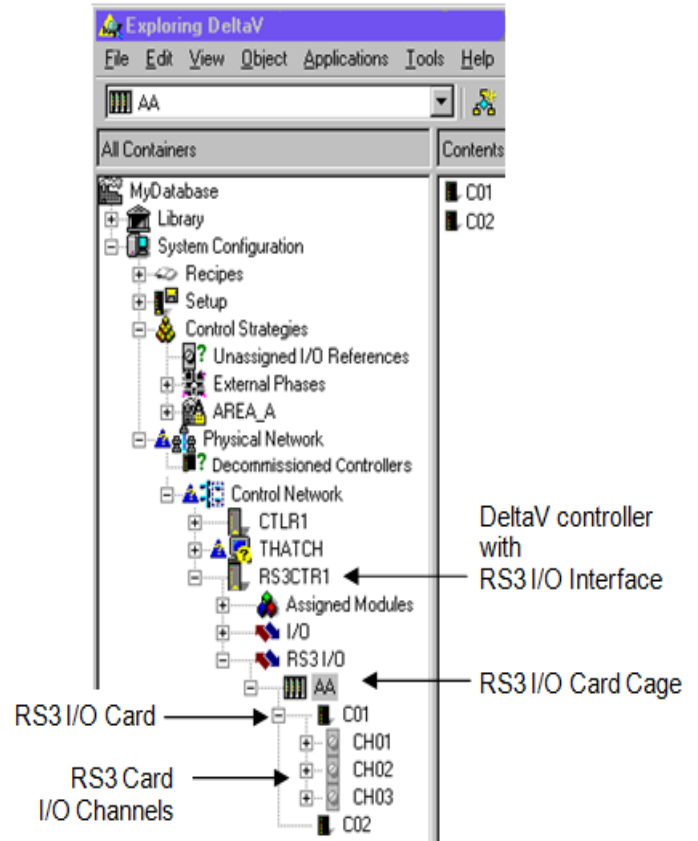 Exploring DeltaV
File Edit View Object Applications Tools Help
AA
All Containers
Contents
MyDatabase
Library
System Configuration
Recipes
Setup
Control Strategies
Unassigned I/O References
External Phases
AREA_A
Physical Network
Decommissioned Controllers
Control Network
CTLR1
THATCH
RS3CTR1
Assigned Modules
I/O
RS3 I/O
AA
C01
CH01
CH02
CH03
C02
C01
C02
DeltaV controller
with
RS3 I/O Interface
RS3 I/O Card Cage
RS3 I/O Card
RS3 Card
I/O Channels